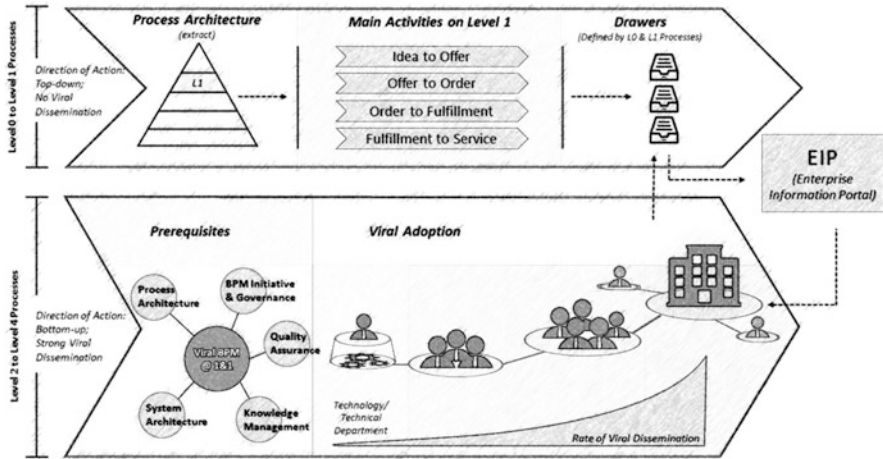 Level 0 to Level 1 Processes
Direction of Action:
Top-down;
No Viral
Dissemination
Process Architecture
(extract)
L1
Main Activities on Level 1
Idea to Offer
Offer to Order
Order to Fulfillment
Fulfillment to Service
Drawers
(Defined by L0 & L1 Processes)
EIP
(Enterprise
Information Portal)
Level 2 to Level 4 Processes
Direction of Action:
Bottom-up;
Strong Viral
Dissemination
Prerequisites
Process
Architecture
BPM Initiative
& Governance
Quality
Assurance
Viral BPM
@ 1&1
System
Architecture
Knowledge
Management
Viral Adoption
Technology/
Technical
Department
Rate of Viral Dissemination